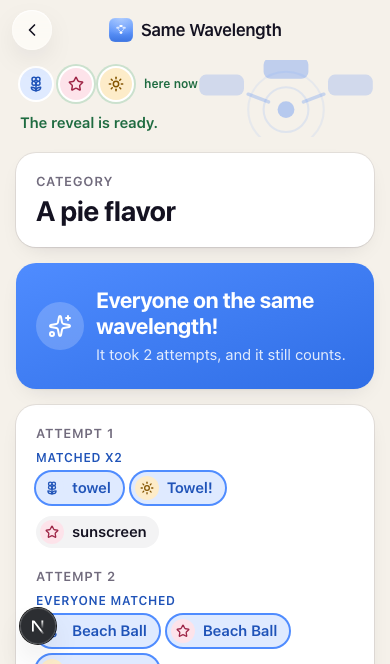 Same Wavelength
here now
The reveal is ready.
CATEGORY
A pie flavor
Everyone on the same
wavelength!
It took 2 attempts, and it still counts.
ATTEMPT 1
MATCHED X2
towel
Towel!
sunscreen
ATTEMPT 2
EVERYONE MATCHED
N
Beach Ball
Beach Ball